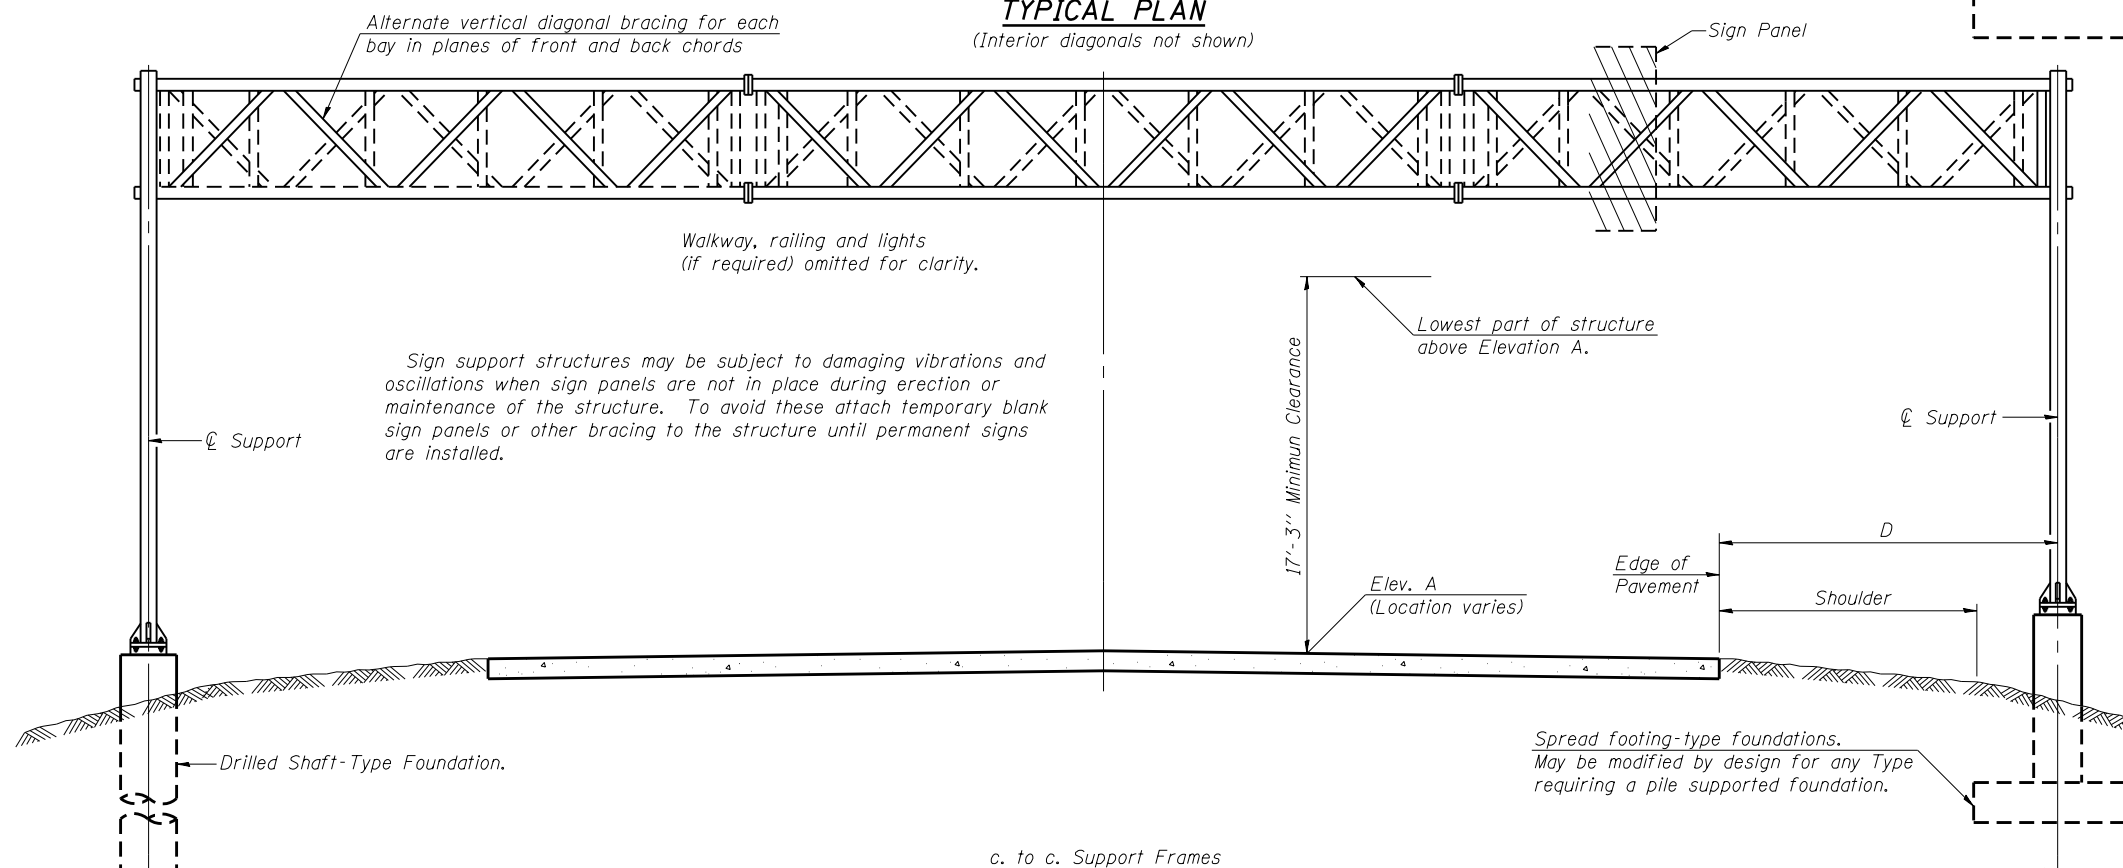 TYPICAL PLAN
(Interior diagonals not shown)
Alternate vertical diagonal bracing for each
bay in planes of front and back chords
Sign Panel
Walkway, railing and lights
(if required) omitted for clarity.
Lowest part of structure
above Elevation A.
Sign support structures may be subject to damaging vibrations and
oscillations when sign panels are not in place during erection or
maintenance of the structure. To avoid these attach temporary blank
sign panels or other bracing to the structure until permanent signs
are installed.
17'-3'' Minimun Clearance
℄ Support
℄ Support
D
Edge of
Pavement
Shoulder
Elev. A
(Location varies)
Drilled Shaft-Type Foundation.
Spread footing-type foundations.
May be modified by design for any Type
requiring a pile supported foundation.
c. to c. Support Frames